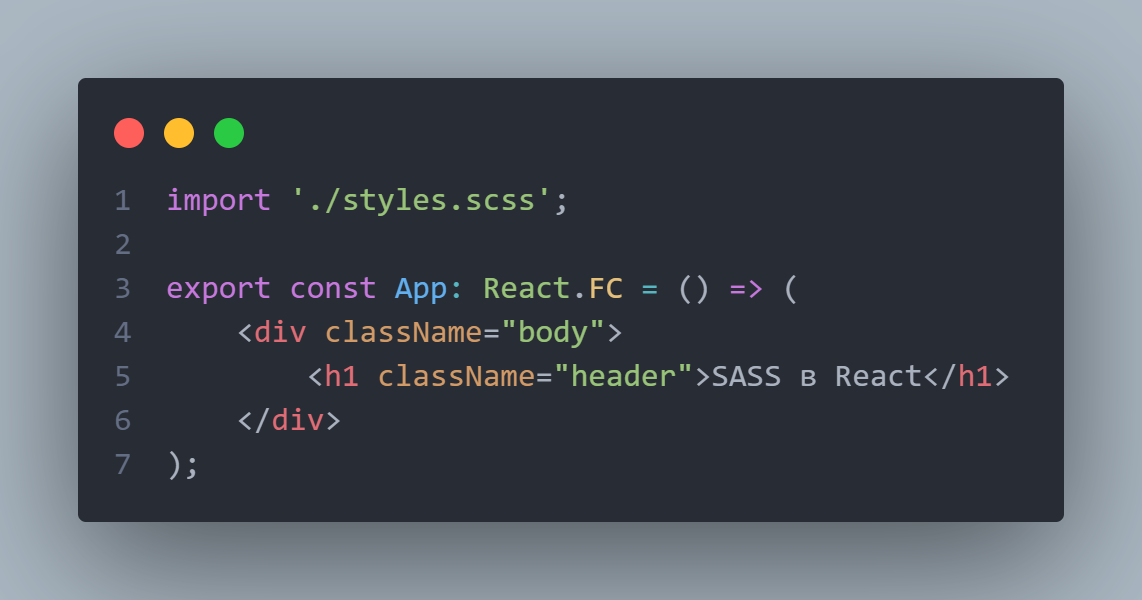 1 import './styles.scss';
2
3 export const App: React.FC = () => (
4     <div className="body">
5         <h1 className="header">SASS в React</h1>
6     </div>
7 );